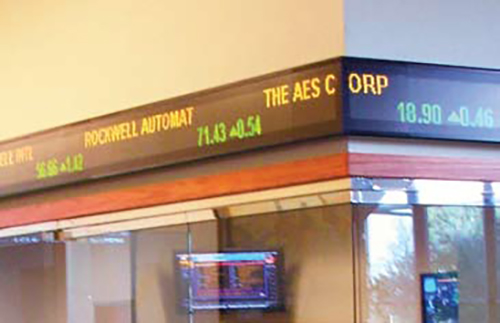 ROCKWELL AUTOMAT
71.43 ▲0.54
THE AES CORP
18.90 ▲0.46